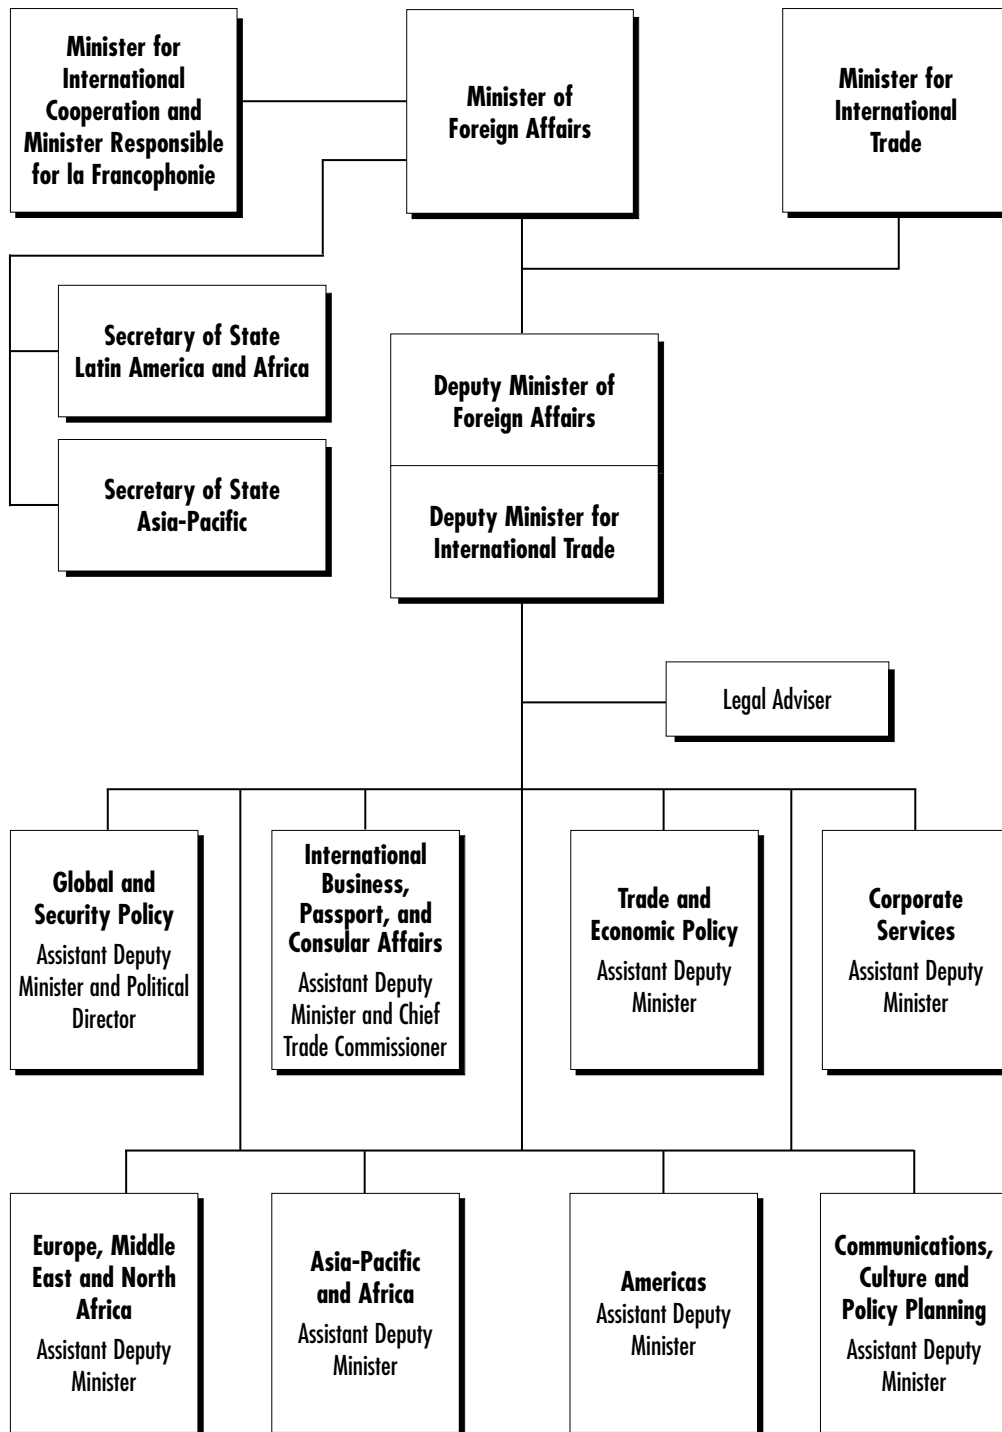 Minister for
International
Cooperation and
Minister Responsible
for la Francophonie
Minister of
Foreign Affairs
Minister for
International
Trade
Secretary of State
Latin America and Africa
Secretary of State
Asia-Pacific
Deputy Minister of
Foreign Affairs
Deputy Minister for
International Trade
Legal Adviser
Global and
Security Policy
Assistant Deputy
Minister and Political
Director
International
Business,
Passport, and
Consular Affairs
Assistant Deputy
Minister and Chief
Trade Commissioner
Trade and
Economic Policy
Assistant Deputy
Minister
Corporate
Services
Assistant Deputy
Minister
Europe, Middle
East and North
Africa
Assistant Deputy
Minister
Asia-Pacific
and Africa
Assistant Deputy
Minister
Americas
Assistant Deputy
Minister
Communications,
Culture and
Policy Planning
Assistant Deputy
Minister